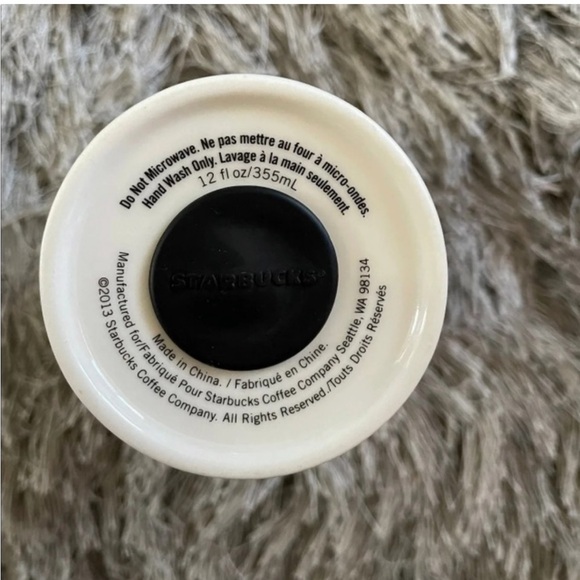 Do Not Microwave. Ne pas mettre au four à micro-ondes.
Hand Wash Only. Lavage à la main seulement.
12 fl oz/355mL
STARBUCKS®
Made in China. / Fabriqué en Chine.
Manufactured for/Fabriqué Pour Starbucks Coffee Company Seattle, WA 98134
©2013 Starbucks Coffee Company. All Rights Reserved./Touts Droits Réservés